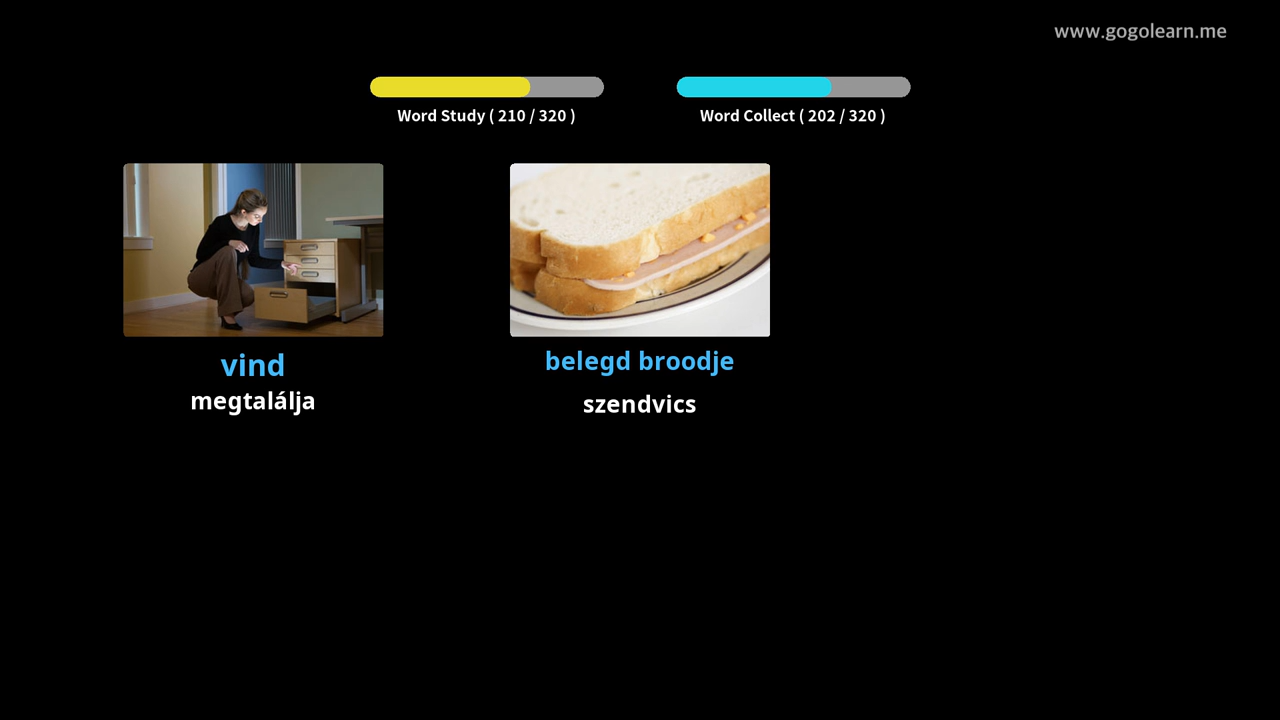 www.gogolearn.me
Word Study ( 210 / 320 )
Word Collect ( 202 / 320 )
vind
megtalálja
belegd broodje
szendvics